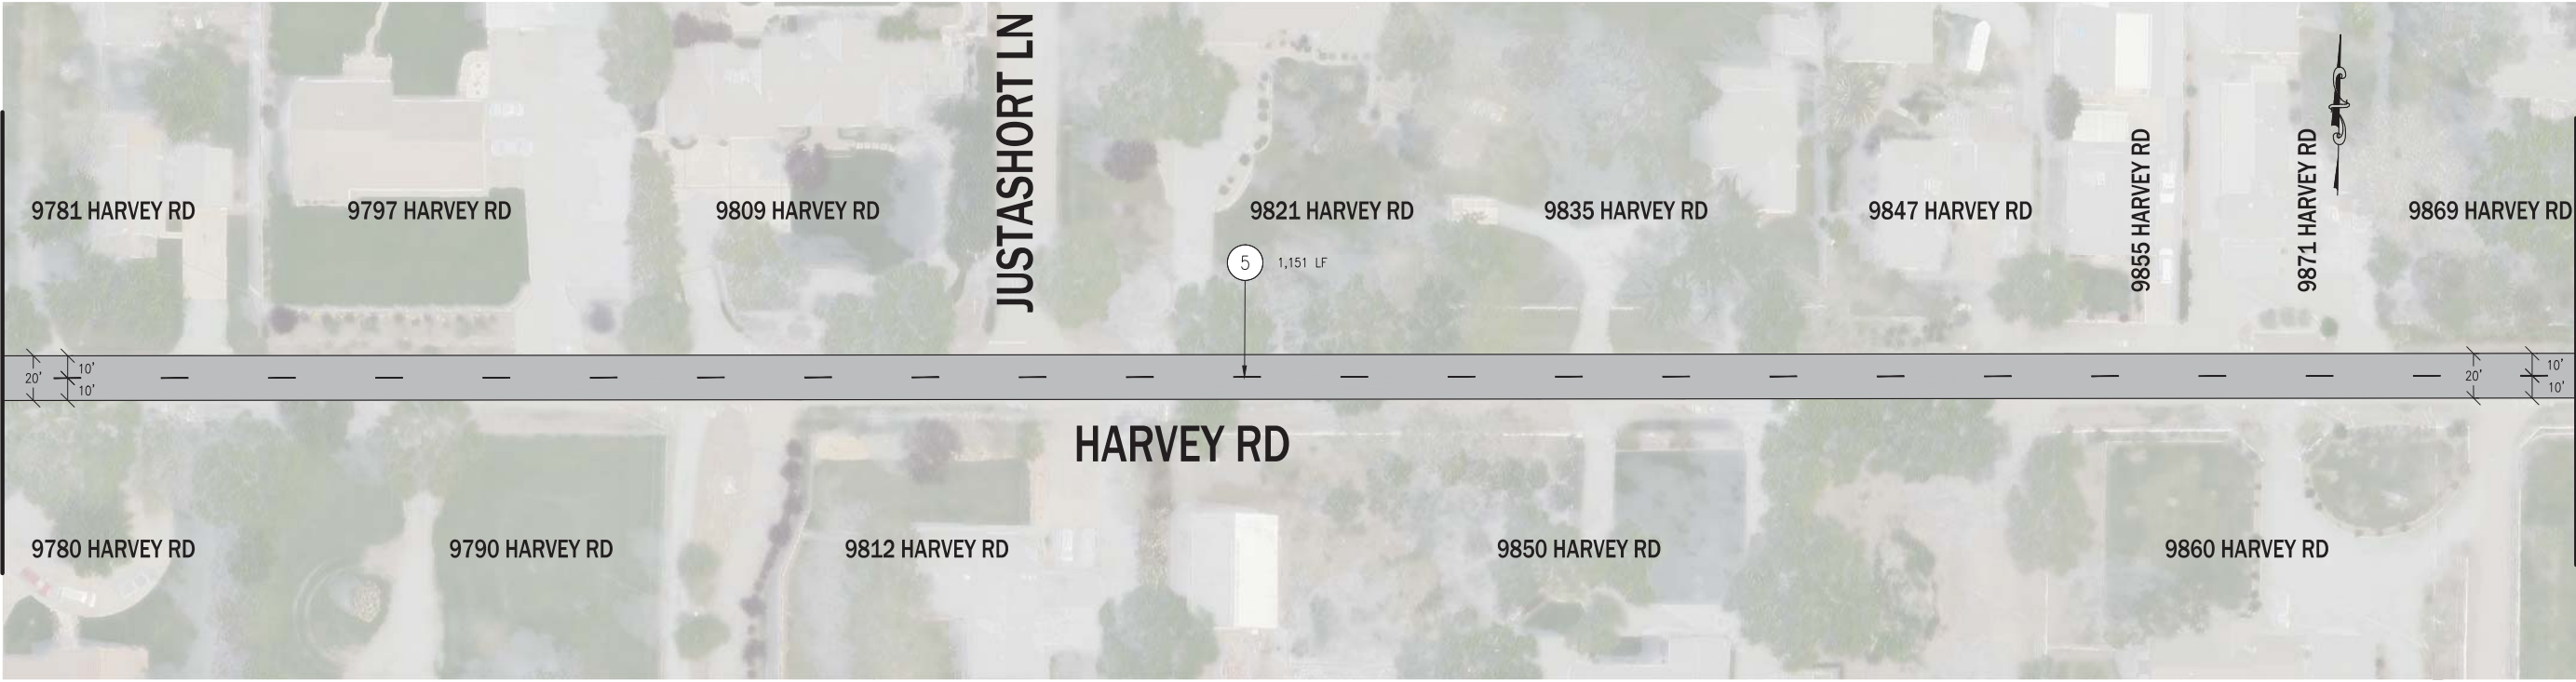 JUSTASHORT LN
9781 HARVEY RD
9797 HARVEY RD
9809 HARVEY RD
9821 HARVEY RD
9835 HARVEY RD
9847 HARVEY RD
9855 HARVEY RD
9871 HARVEY RD
9869 HARVEY RD
5
1,151 LF
20'
10'
10'
20'
10'
10'
HARVEY RD
9780 HARVEY RD
9790 HARVEY RD
9812 HARVEY RD
9850 HARVEY RD
9860 HARVEY RD